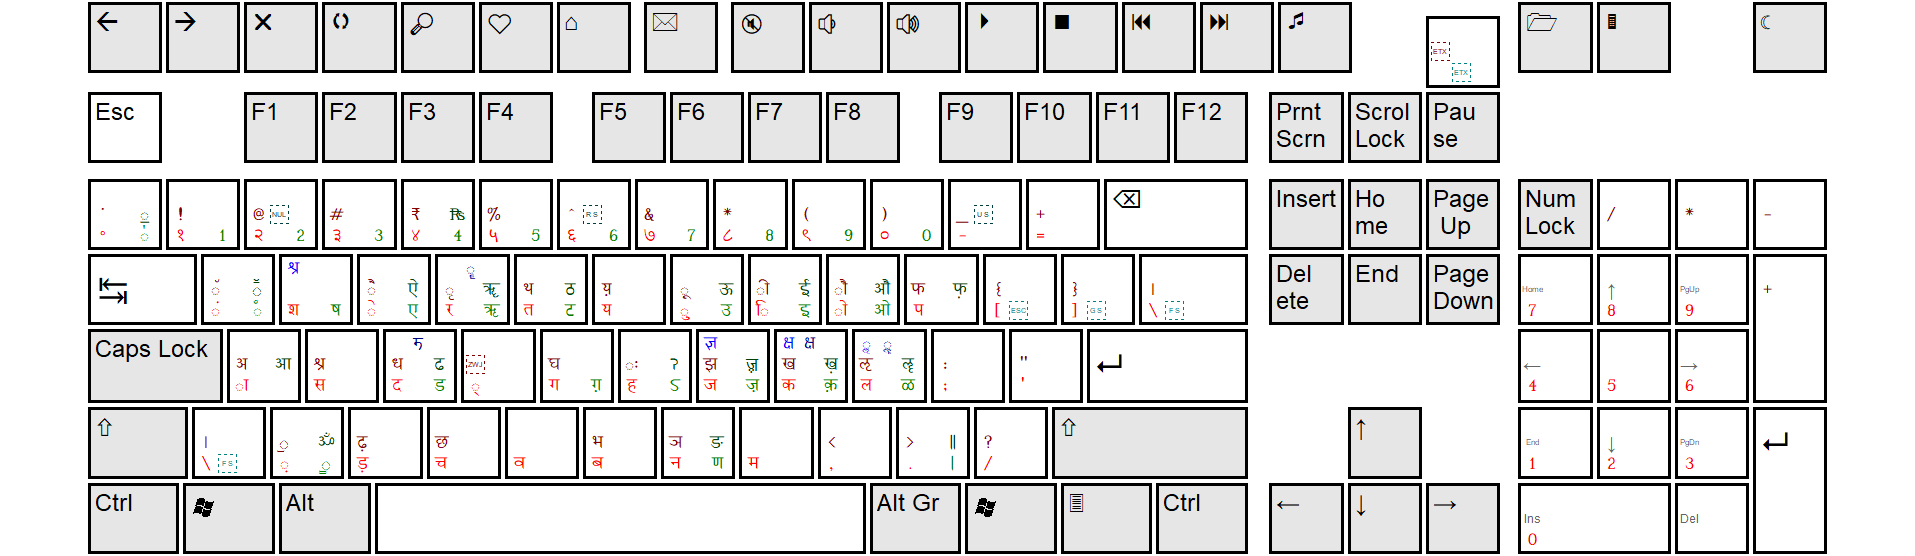 ETX
ETX
Esc F1 F2 F3 F4 F5 F6 F7 F8 F9 F10 F11 F12 Prnt Scrol Pau
Scrn Lock se
! @ NUL # ₹ ₨ % ^ RS & * ( ) _ US + Insert Ho Page Num / * -
१ 1 २ 2 ३ 3 ४ 4 ५ 5 ६ 6 ७ 7 ८ 8 ९ 9 ० 0 - = me Up Lock
श्र ॄ Del End Page
ँ ऐ ॠ थ ठ य़ ू ऊ ी ई ौ औ फ फ़ { } | ete Down Home ↑ PgUp +
ं श ष े ए र ऋ त ट य ु उ ि इ ो ओ प [ ESC ] GS \ FS 7 8 9
Caps Lock ज्ञ क्ष क्ष
अ आ श्र ध ढ ZWJ घ ः ? झ ख ख़ ऌ ॡ : " ← →
ा स द ड ् ग ग़ ह ऽ ज ज़ क क़ ल ळ ; ' 4 5 6
| ॐ ढ़ छ भ ञ ङ < > ॥ ? End ↓ PgDn
\ FS ़ ड़ च व ब न ण म , . । / 1 2 3
Ctrl Alt Alt Gr Ctrl ← ↓ → Ins Del
0